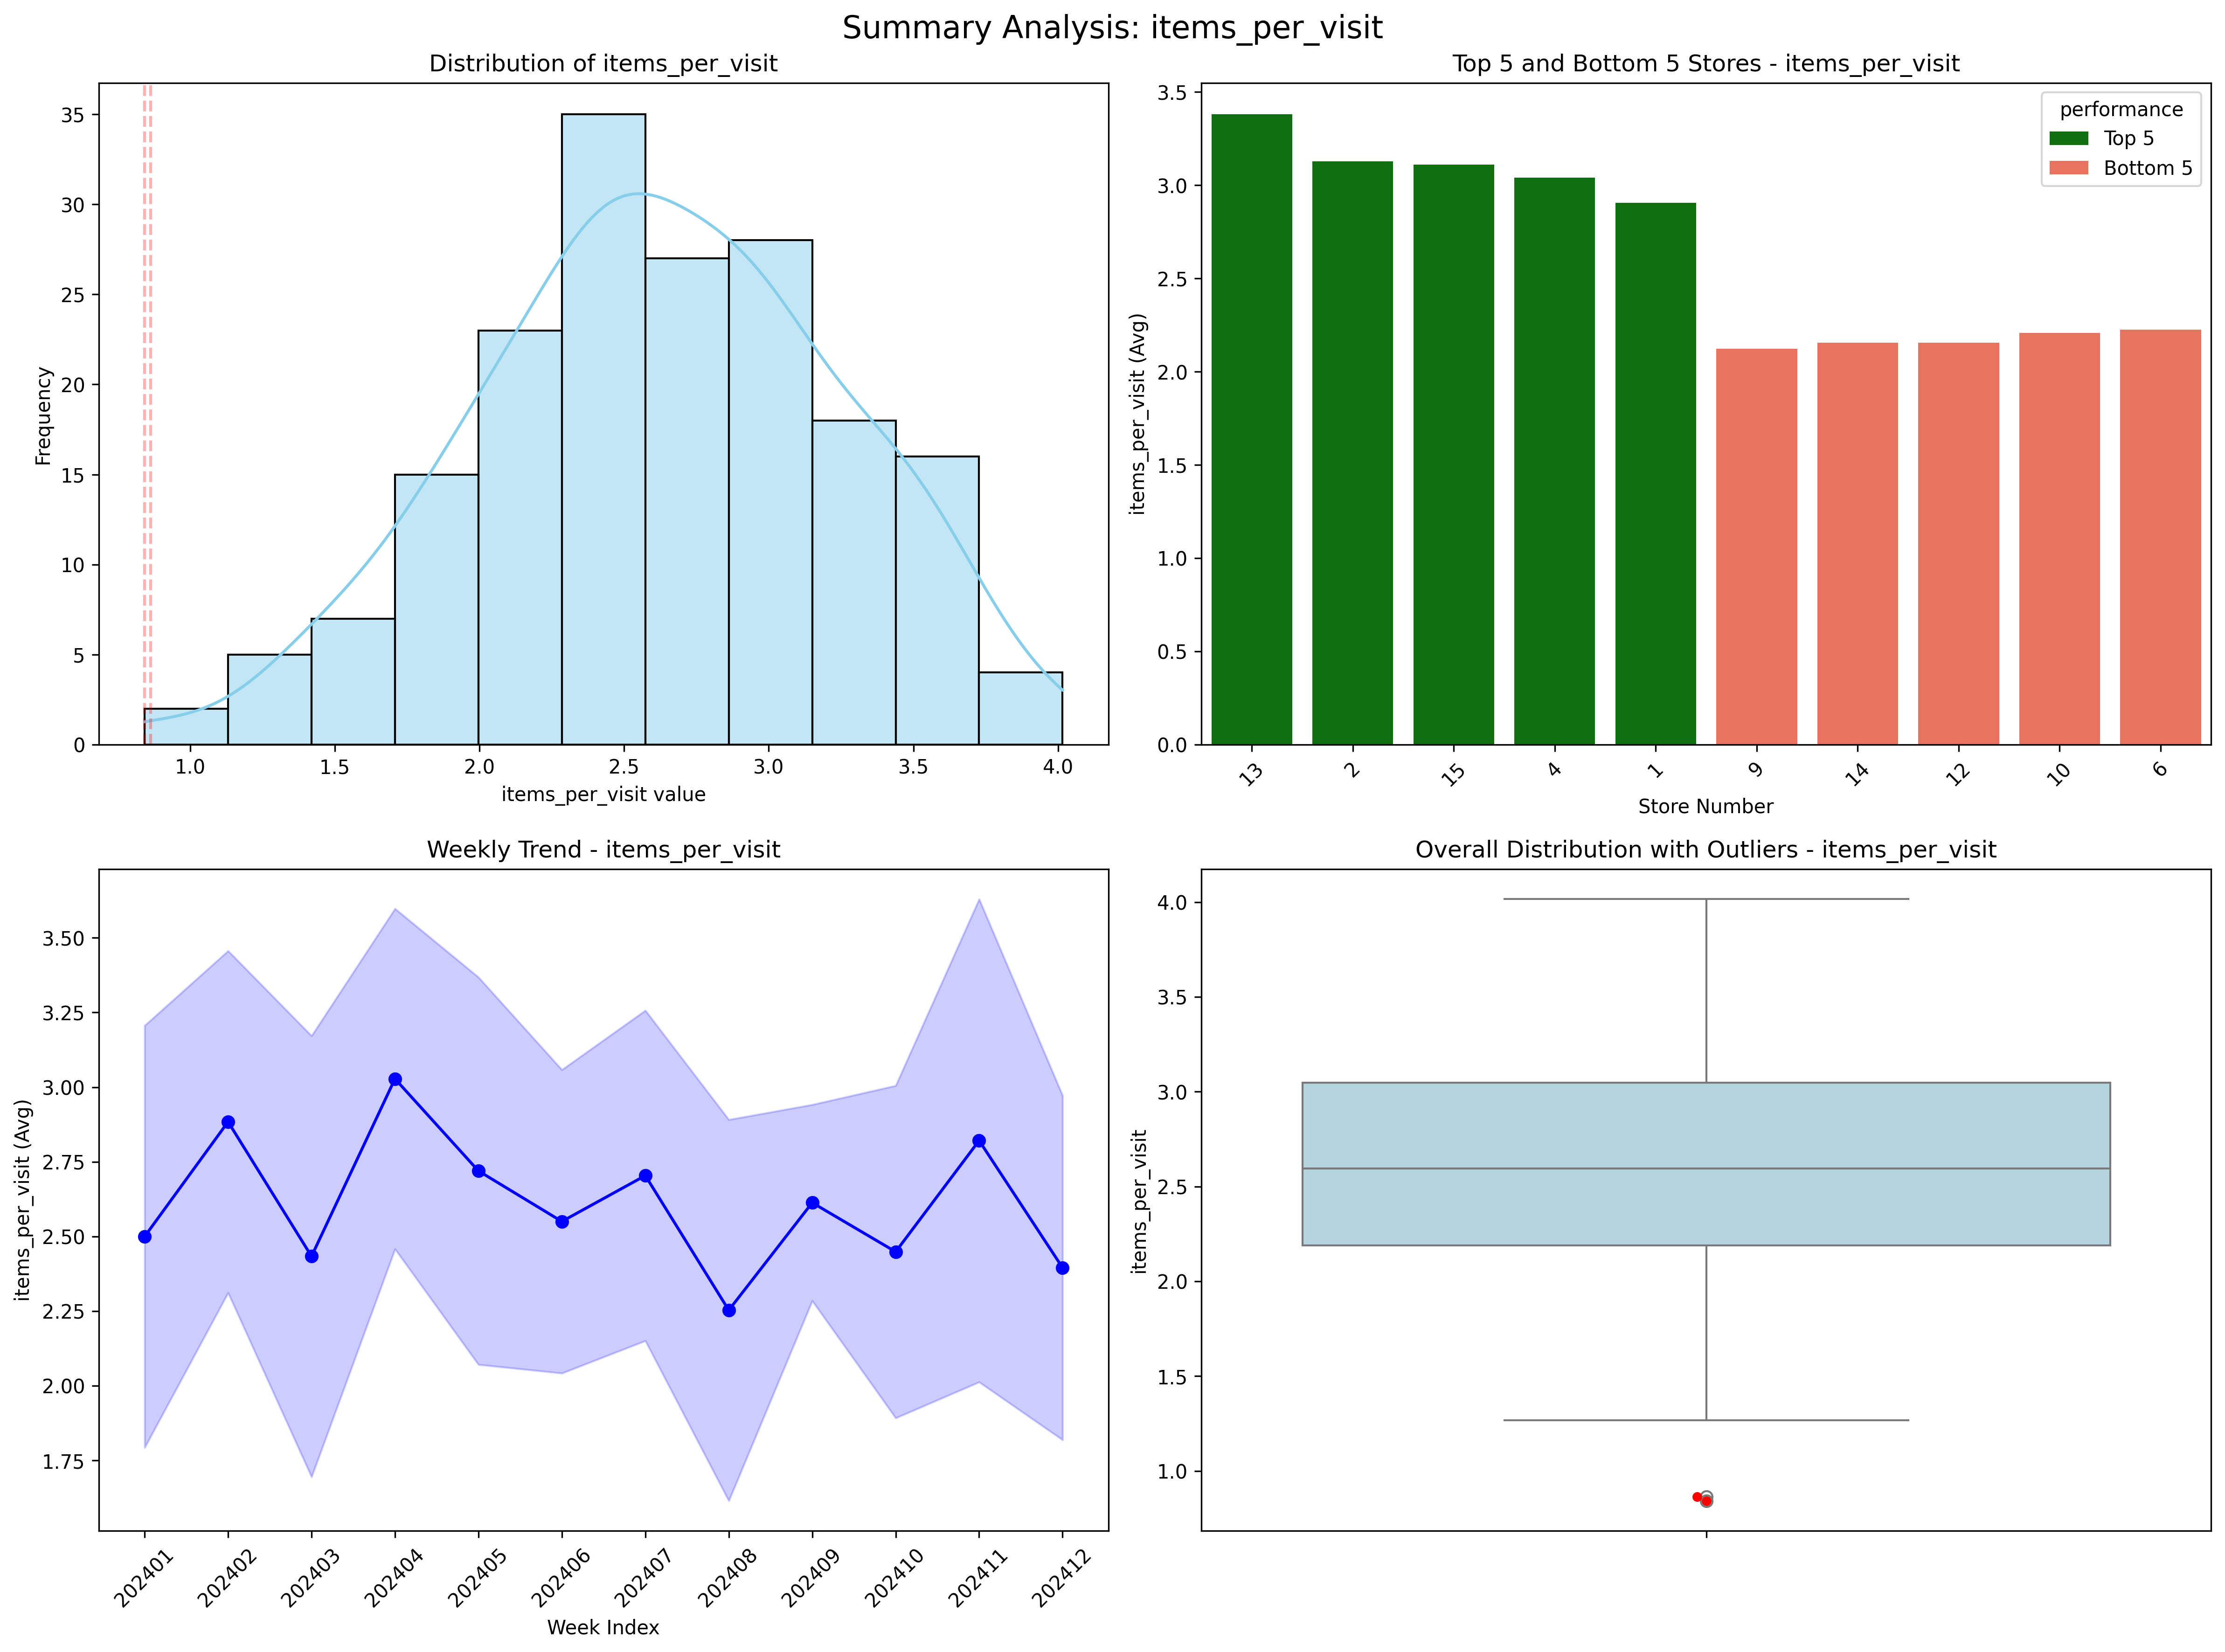 Summary Analysis: items_per_visit
Distribution of items_per_visit
Frequency
35
30
25
20
15
10
5
0
1.0 1.5 2.0 2.5 3.0 3.5 4.0
items_per_visit value
Top 5 and Bottom 5 Stores - items_per_visit
items_per_visit (Avg)
3.5
3.0
2.5
2.0
1.5
1.0
0.5
0.0
performance
Top 5
Bottom 5
13 2 15 4 1 9 14 12 10 6
Store Number
Weekly Trend - items_per_visit
items_per_visit (Avg)
3.50
3.25
3.00
2.75
2.50
2.25
2.00
1.75
202401 202402 202403 202404 202405 202406 202407 202408 202409 202410 202411 202412
Week Index
Overall Distribution with Outliers - items_per_visit
items_per_visit
4.0
3.5
3.0
2.5
2.0
1.5
1.0